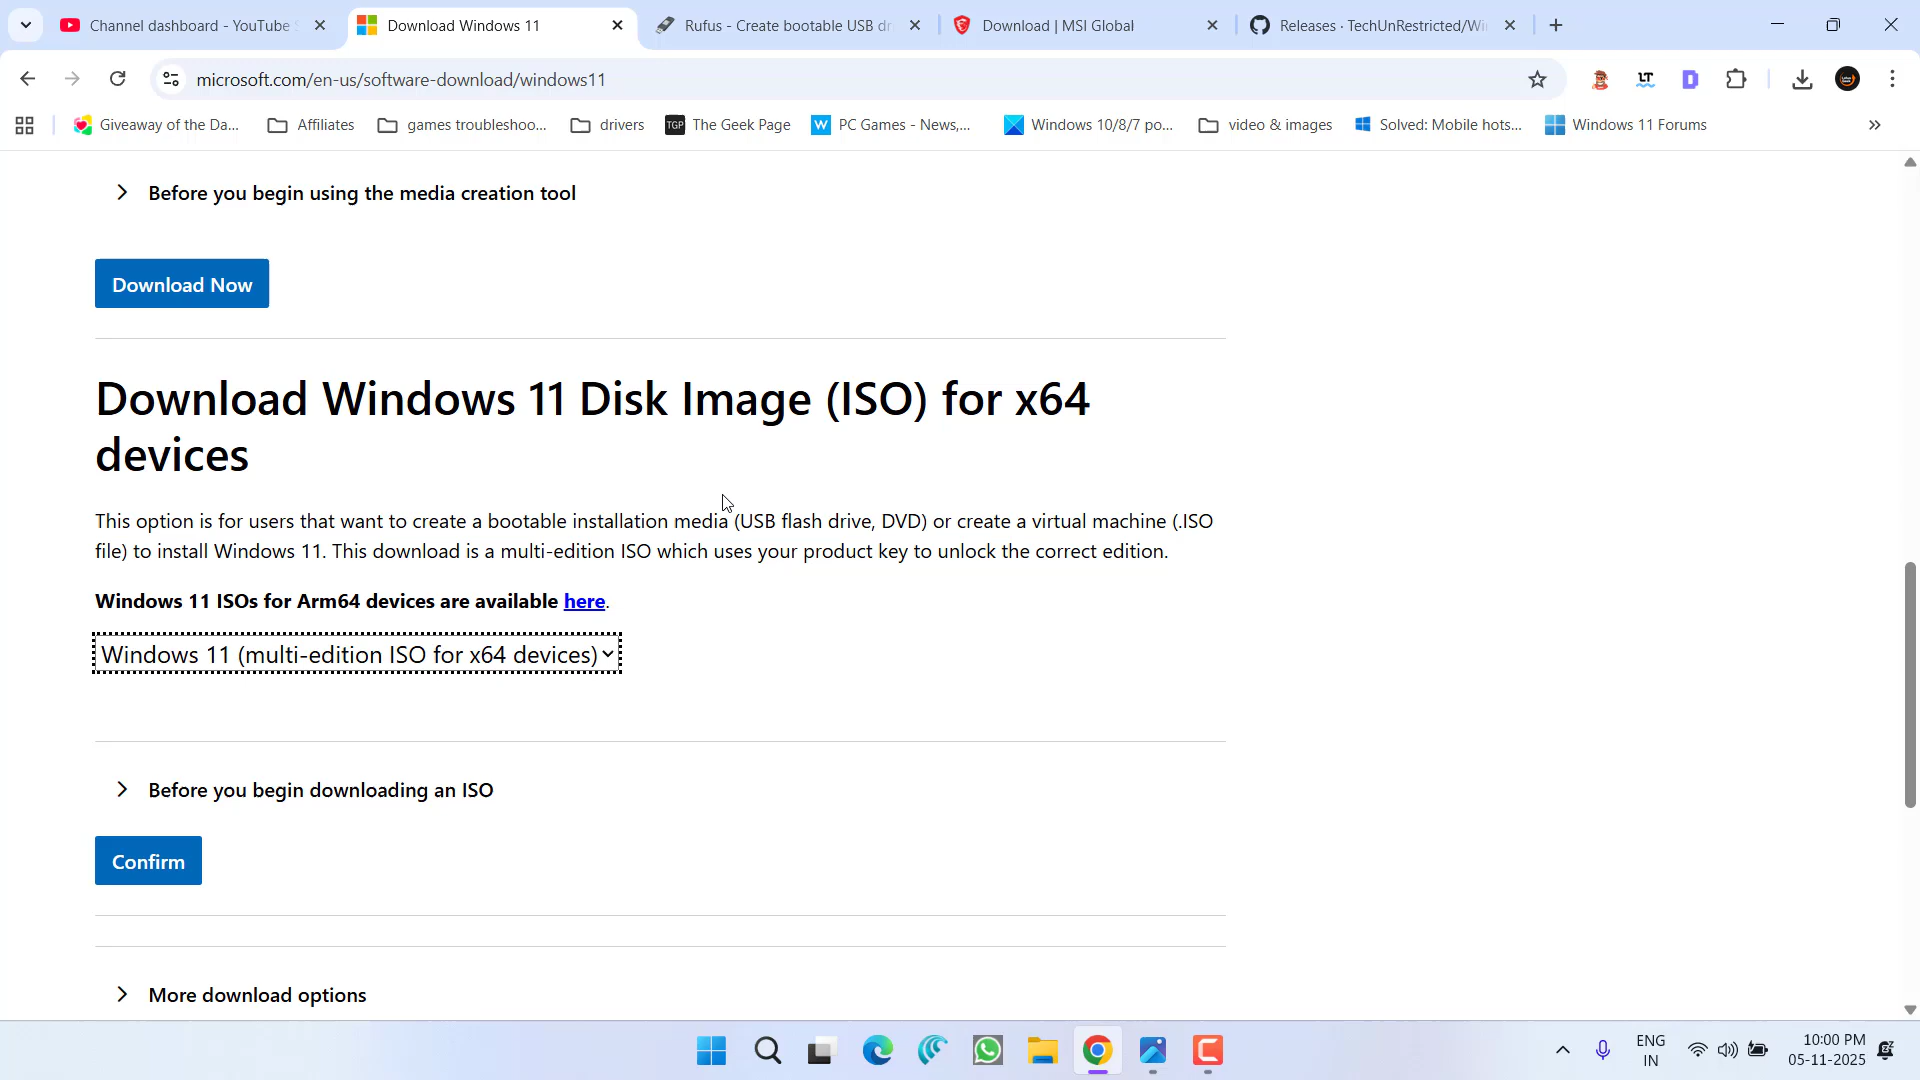 Channel dashboard - YouTube S
Download Windows 11
Rufus - Create bootable USB dr
Download | MSI Global
Releases · TechUnRestricted/Wi
microsoft.com/en-us/software-download/windows11
LT
D
Giveaway of the Da...
Affiliates
games troubleshoo...
drivers
TGP
The Geek Page
W
PC Games - News,...
Windows 10/8/7 po...
video & images
Solved: Mobile hots...
Windows 11 Forums
Before you begin using the media creation tool
Download Now
Download Windows 11 Disk Image (ISO) for x64
devices
This option is for users that want to create a bootable installation media (USB flash drive, DVD) or create a virtual machine (.ISO
file) to install Windows 11. This download is a multi-edition ISO which uses your product key to unlock the correct edition.
Windows 11 ISOs for Arm64 devices are available here.
Windows 11 (multi-edition ISO for x64 devices)
Before you begin downloading an ISO
Confirm
More download options
ENG
IN
10:00 PM
05-11-2025